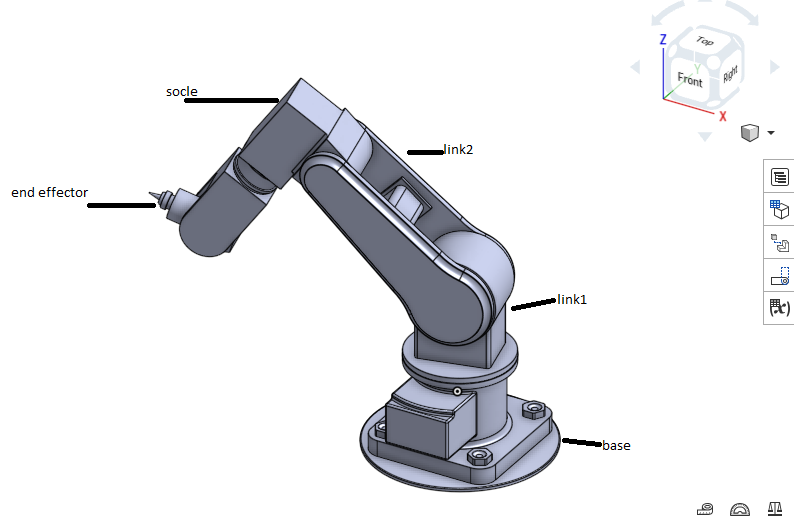 Top
Z
Y
Front
Right
X
socle
link2
end effector
link1
(x)
base